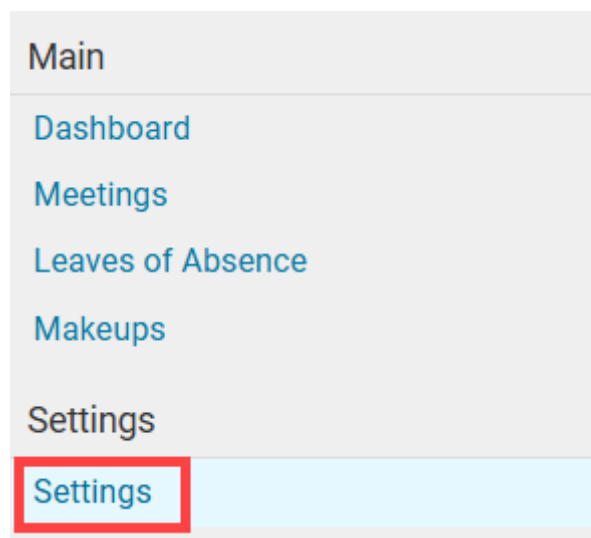 Main
Dashboard
Meetings
Leaves of Absence
Makeups
Settings
Settings